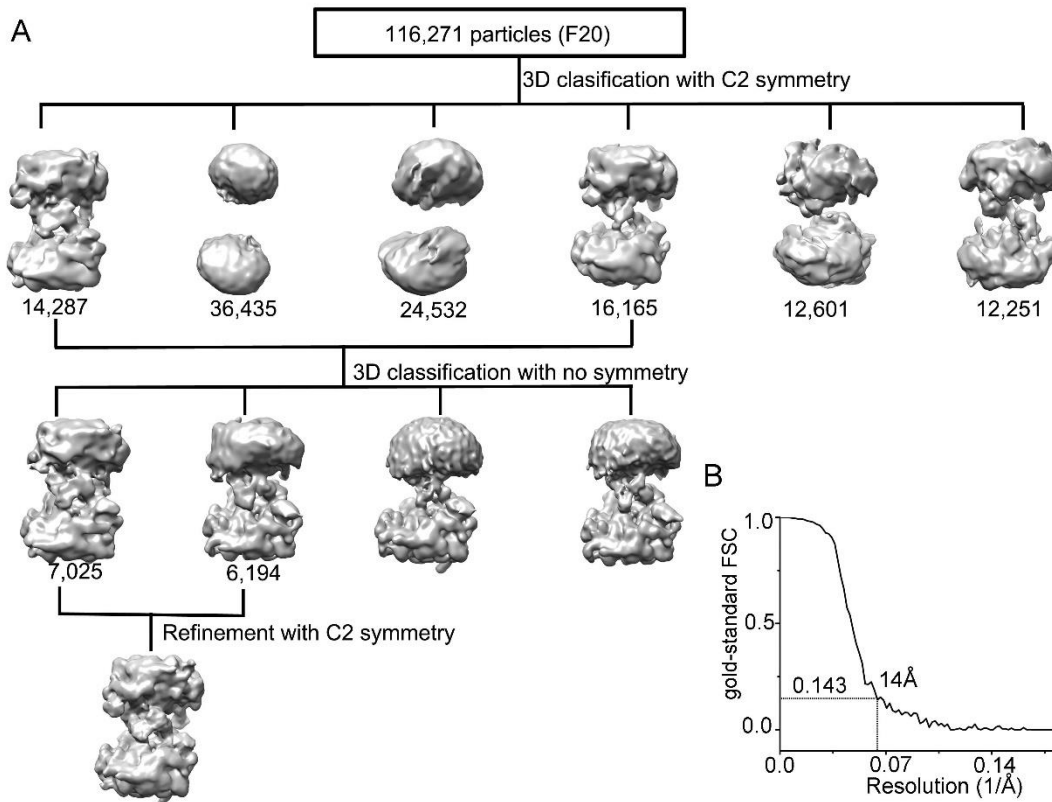 A
116,271 particles (F20)
3D clasification with C2 symmetry
14,287
36,435
24,532
16,165
12,601
12,251
3D classification with no symmetry
7,025
6,194
Refinement with C2 symmetry
B
gold-standard FSC
1.0
0.5
0.0
0.143
14Å
0.0
0.07
0.14
Resolution (1/Å)